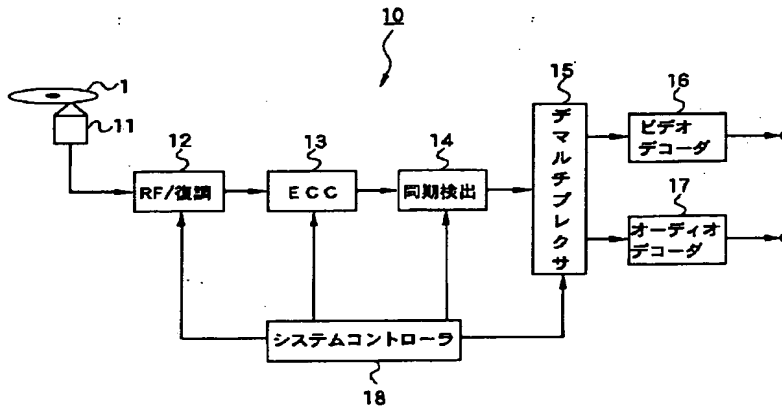 10
1
11
12
RF/復調
13
ECC
14
同期検出
15
デマルチプレクサ
16
ビデオ
デコーダ
17
オーディオ
デコーダ
システムコントローラ
18